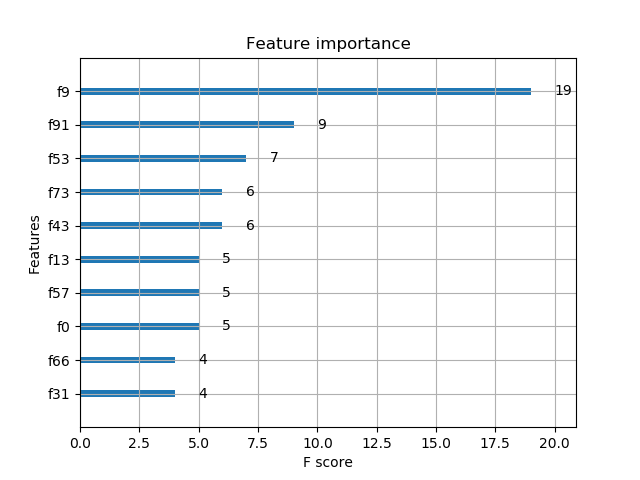 Feature importance
Features
f9 19
f91 9
f53 7
f73 6
f43 6
f13 5
f57 5
f0 5
f66 4
f31 4
0.0 2.5 5.0 7.5 10.0 12.5 15.0 17.5 20.0
F score